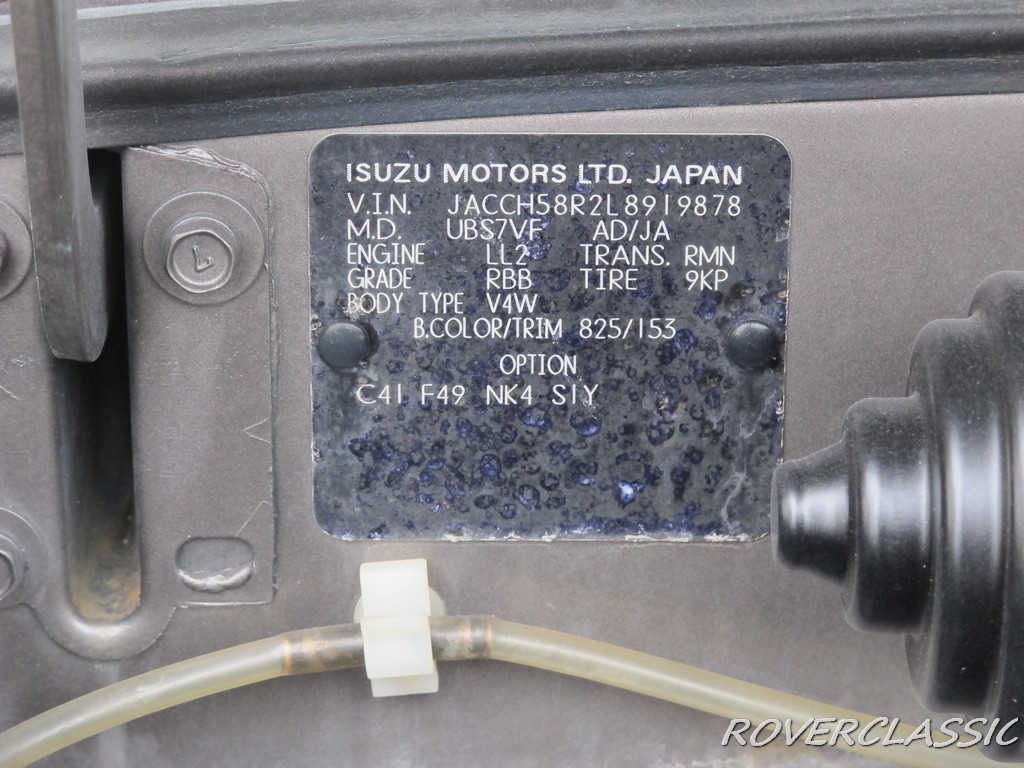 ISUZU MOTORS LTD. JAPAN
V.I.N. JACCH58R2L8919878
M.D. UBS7VF AD/JA
ENGINE LL2 TRANS. RMN
GRADE RBB TIRE 9KP
BODY TYPE V4W
B.COLOR/TRIM 825/153
OPTION
C41 F49 NK4 S1Y
L
ROVERCLASSIC